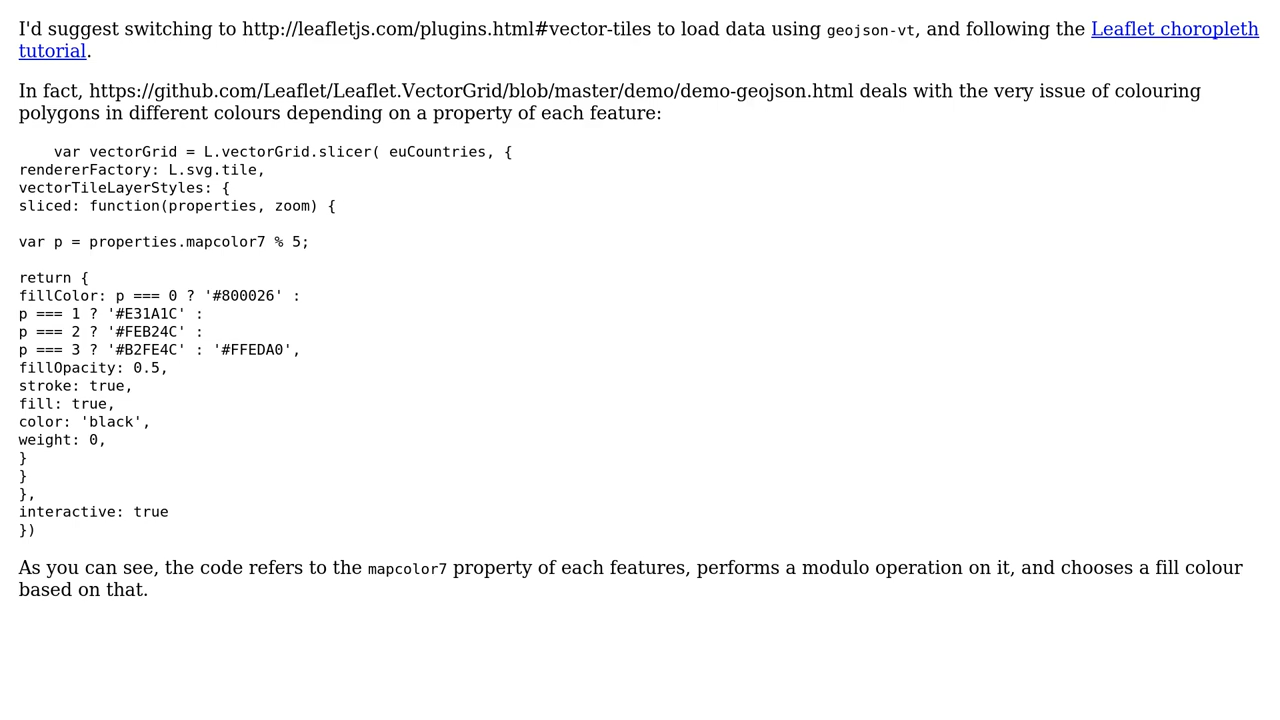 I'd suggest switching to http://leafletjs.com/plugins.html#vector-tiles to load data using geojson-vt, and following the Leaflet choropleth
tutorial.
In fact, https://github.com/Leaflet/Leaflet.VectorGrid/blob/master/demo/demo-geojson.html deals with the very issue of colouring
polygons in different colours depending on a property of each feature:
var vectorGrid = L.vectorGrid.slicer( euCountries, {
rendererFactory: L.svg.tile,
vectorTileLayerStyles: {
sliced: function(properties, zoom) {
var p = properties.mapcolor7 % 5;
return {
fillColor: p === 0 ? '#800026' :
p === 1 ? '#E31A1C' :
p === 2 ? '#FEB24C' :
p === 3 ? '#B2FE4C' : '#FFEDA0',
fillOpacity: 0.5,
stroke: true,
fill: true,
color: 'black',
weight: 0,
}
}
},
interactive: true
})
As you can see, the code refers to the mapcolor7 property of each features, performs a modulo operation on it, and chooses a fill colour
based on that.